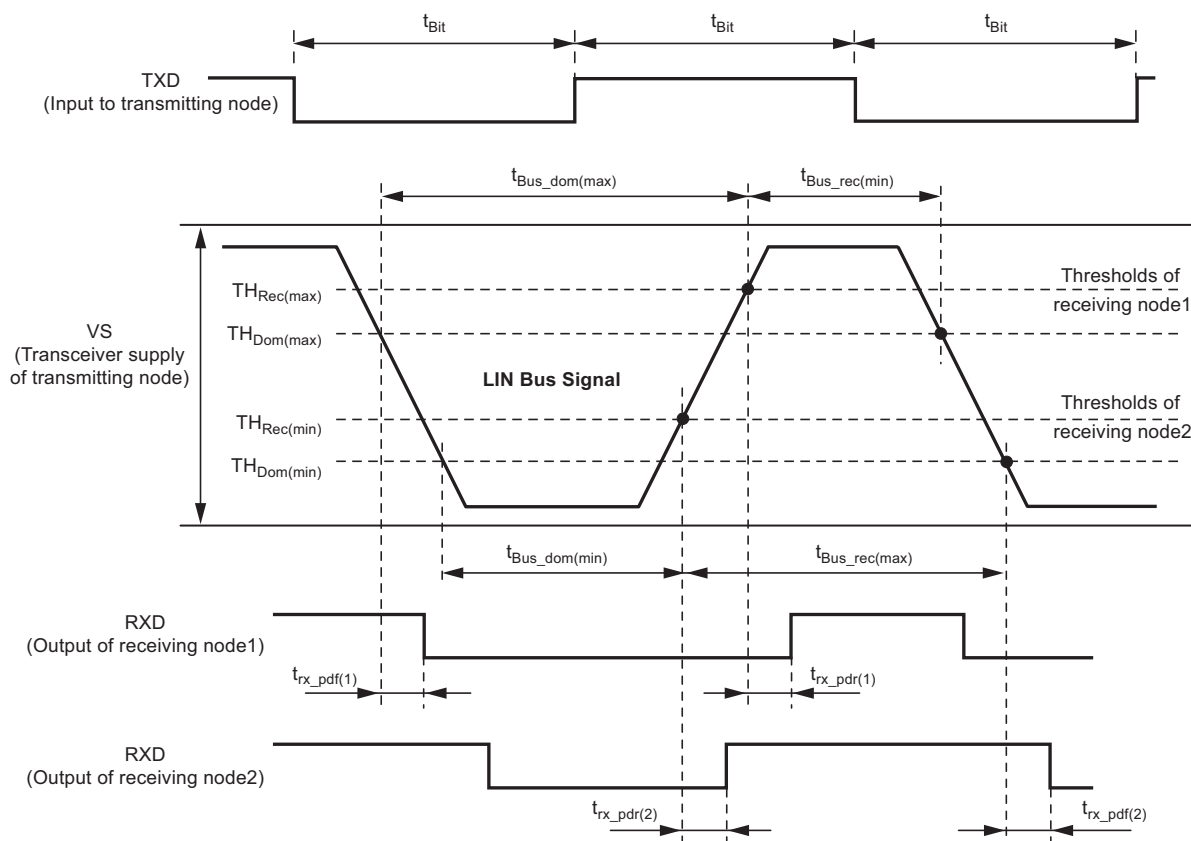 tBit
tBit
tBit
TXD
(Input to transmitting node)
tBus_dom(max)
tBus_rec(min)
THRec(max)
Thresholds of
receiving node1
THDom(max)
VS
(Transceiver supply
of transmitting node)
LIN Bus Signal
THRec(min)
Thresholds of
receiving node2
THDom(min)
tBus_dom(min)
tBus_rec(max)
RXD
(Output of receiving node1)
trx_pdf(1)
trx_pdr(1)
RXD
(Output of receiving node2)
trx_pdr(2)
trx_pdf(2)